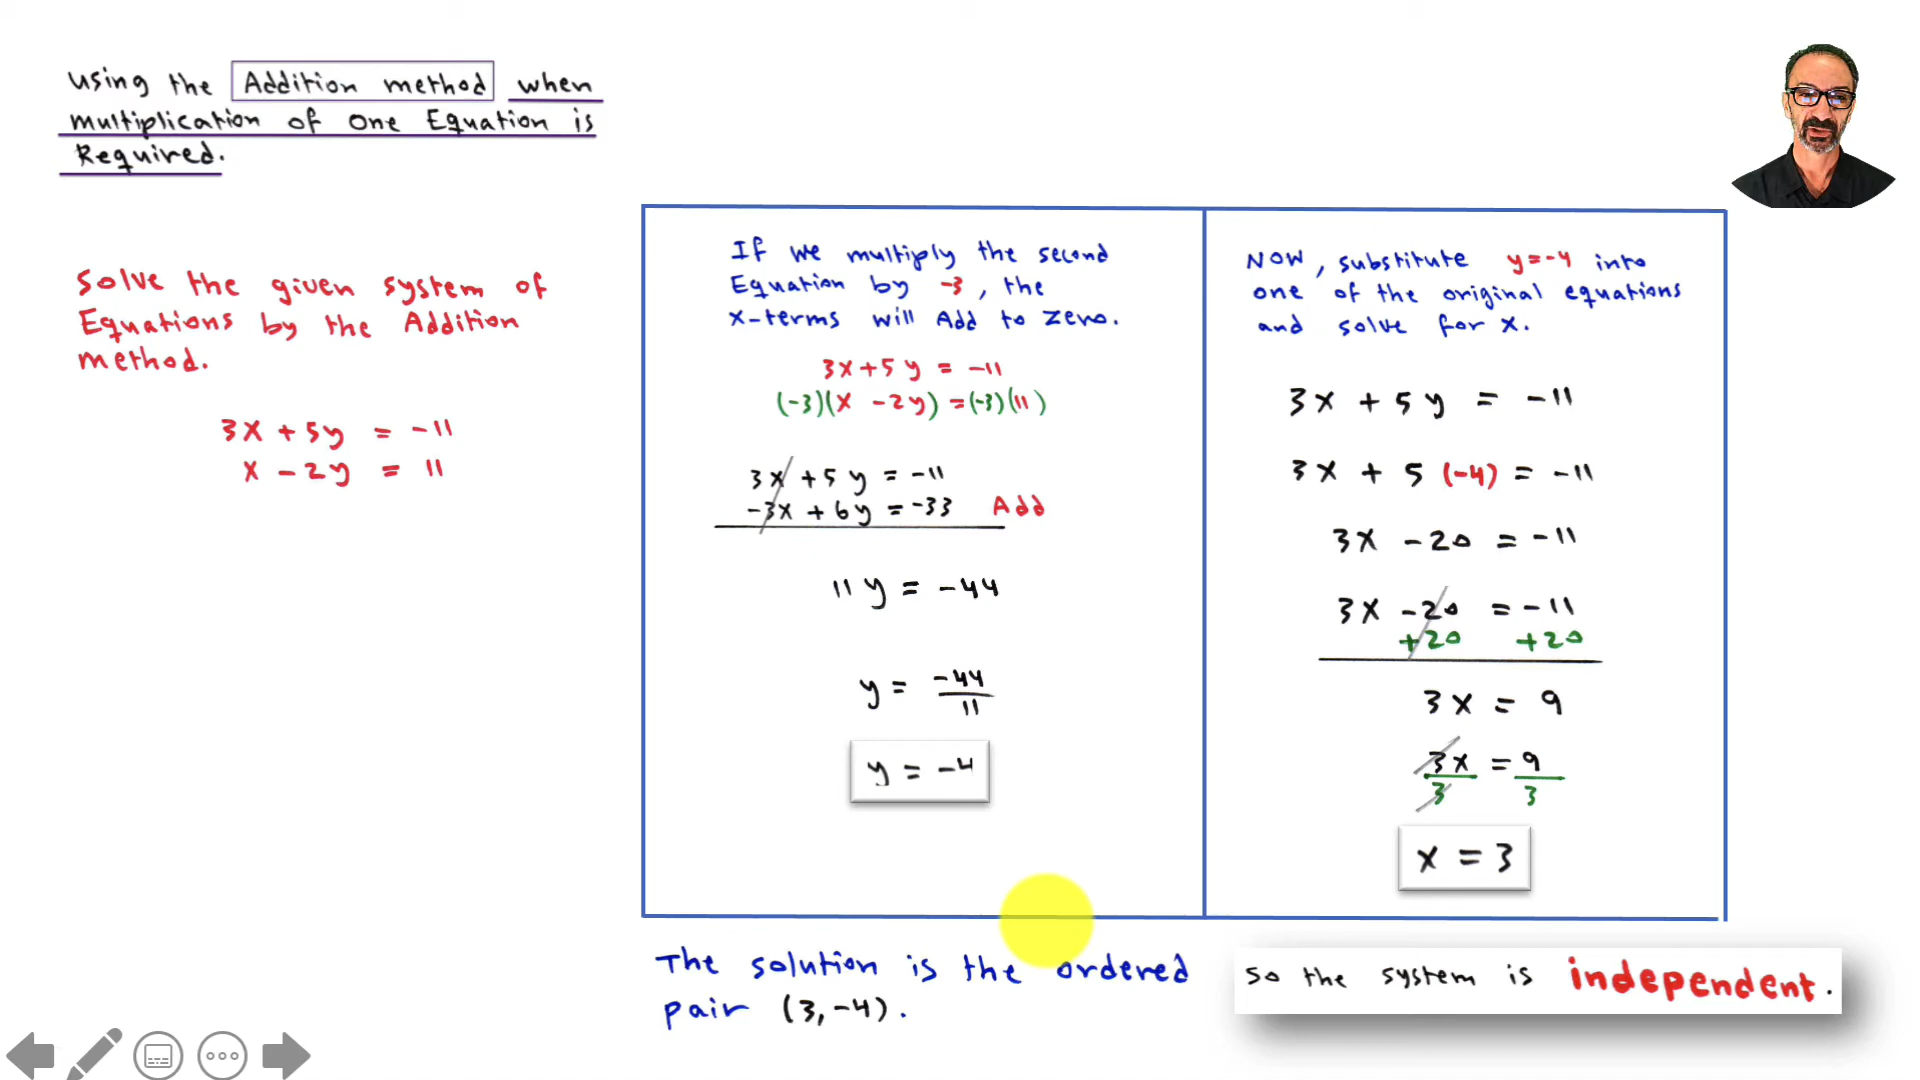 Using the Addition method when
multiplication of one Equation is
Required.
Solve the given system of
Equations by the Addition
method.
3x + 5y = -11
x - 2y = 11
If we multiply the second
Equation by -3, the
x-terms will Add to zero.
3x + 5y = -11
(-3)(x - 2y) = (-3)(11)
3x + 5y = -11
-3x + 6y = -33 Add
11y = -44
y = -44/11
y = -4
NOW, substitute y=-4 into
one of the original equations
and solve for x.
3x + 5y = -11
3x + 5(-4) = -11
3x - 20 = -11
3x - 20 = -11
+20 +20
3x = 9
3x = 9
3 3
x = 3
The solution is the ordered
pair (3,-4).
So the system is independent.